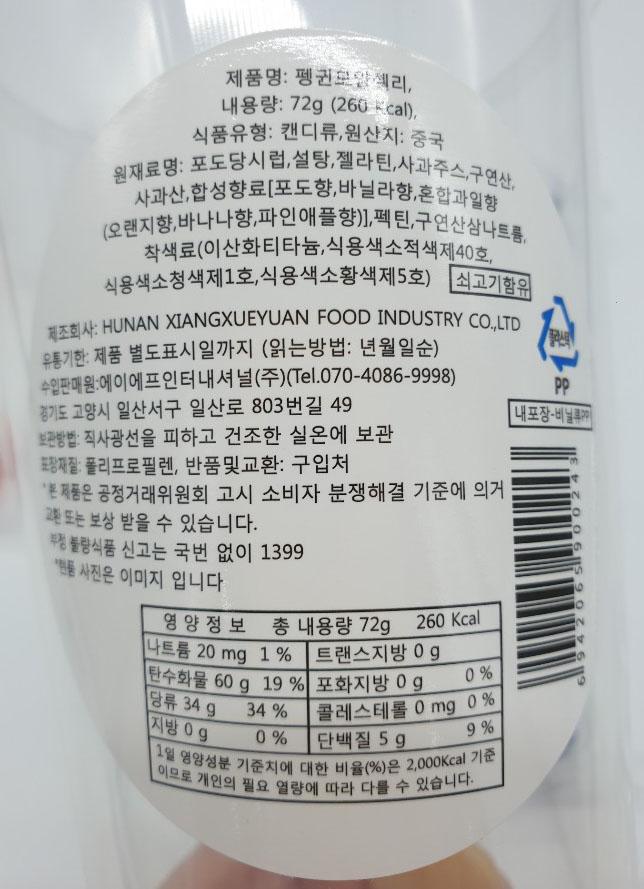 제품명: 펭귄모양젤리,
내용량: 72g (260 Kcal),
식품유형: 캔디류,원산지: 중국
원재료명: 포도당시럽,설탕,젤라틴,사과주스,구연산,
사과산,합성향료[포도향,바닐라향,혼합과일향
(오랜지향,바나나향,파인애플향)],펙틴,구연산삼나트륨,
착색료(이산화티타늄,식용색소적색제40호,
식용색소청색제1호,식용색소황색제5호) 쇠고기함유
제조회사: HUNAN XIANGXUEYUAN FOOD INDUSTRY CO.,LTD
유통기한: 제품 별도표시일까지 (읽는방법: 년월일순)
수입판매원:에이에프인터내셔널(주)(Tel.070-4086-9998)
경기도 고양시 일산서구 일산로 803번길 49
보관방법: 직사광선을 피하고 건조한 실온에 보관
포장재질: 폴리프로필렌, 반품및교환: 구입처
*본 제품은 공정거래위원회 고시 소비자 분쟁해결 기준에 의거
교환 또는 보상 받을 수 있습니다.
부정 불량식품 신고는 국번 없이 1399
*현품 사진은 이미지 입니다
플라스틱
PP
내포장-비닐류PP
6942065900243
영양정보 총 내용량 72g 260 Kcal
나트륨 20 mg 1 % 트랜스지방 0 g
탄수화물 60 g 19 % 포화지방 0 g 0 %
당류 34 g 34 % 콜레스테롤 0 mg 0 %
지방 0 g 0 % 단백질 5 g 9 %
1일 영양성분 기준치에 대한 비율(%)은 2,000Kcal 기준
이므로 개인의 필요 열량에 따라 다를 수 있습니다.